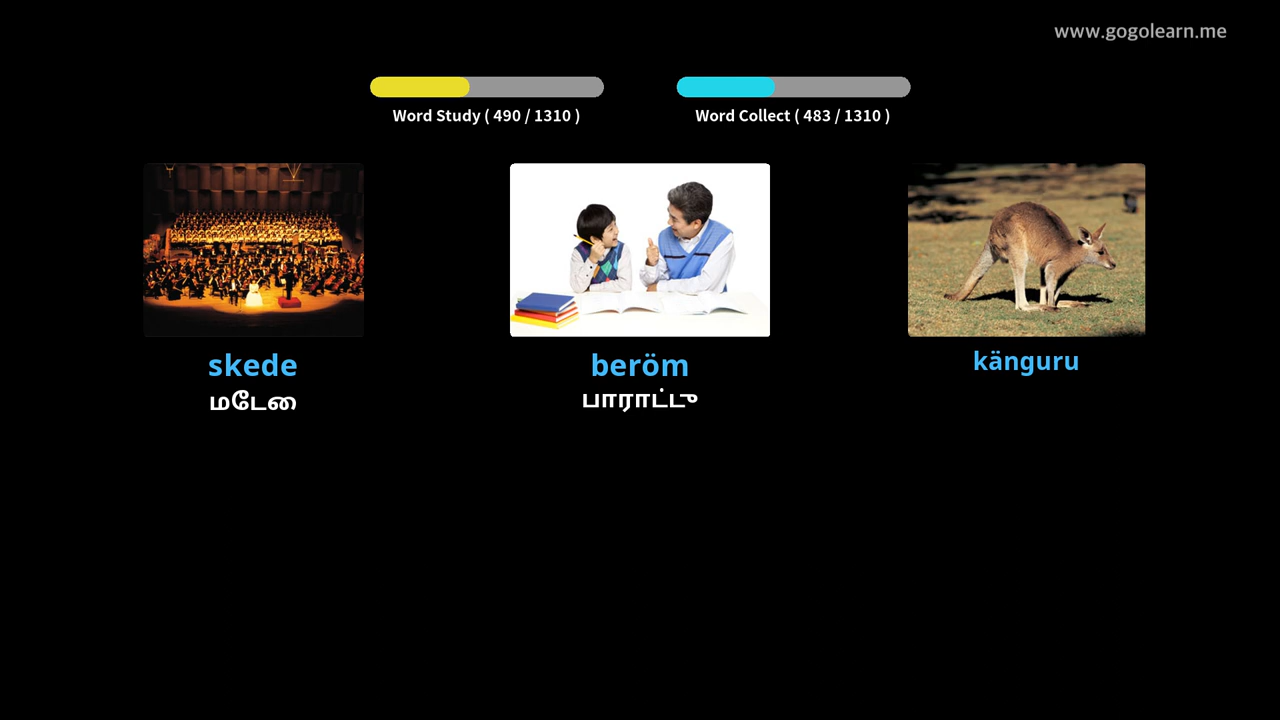 www.gogolearn.me
Word Study ( 490 / 1310 )
Word Collect ( 483 / 1310 )
skede
மடேை
beröm
பாராட்டு
känguru